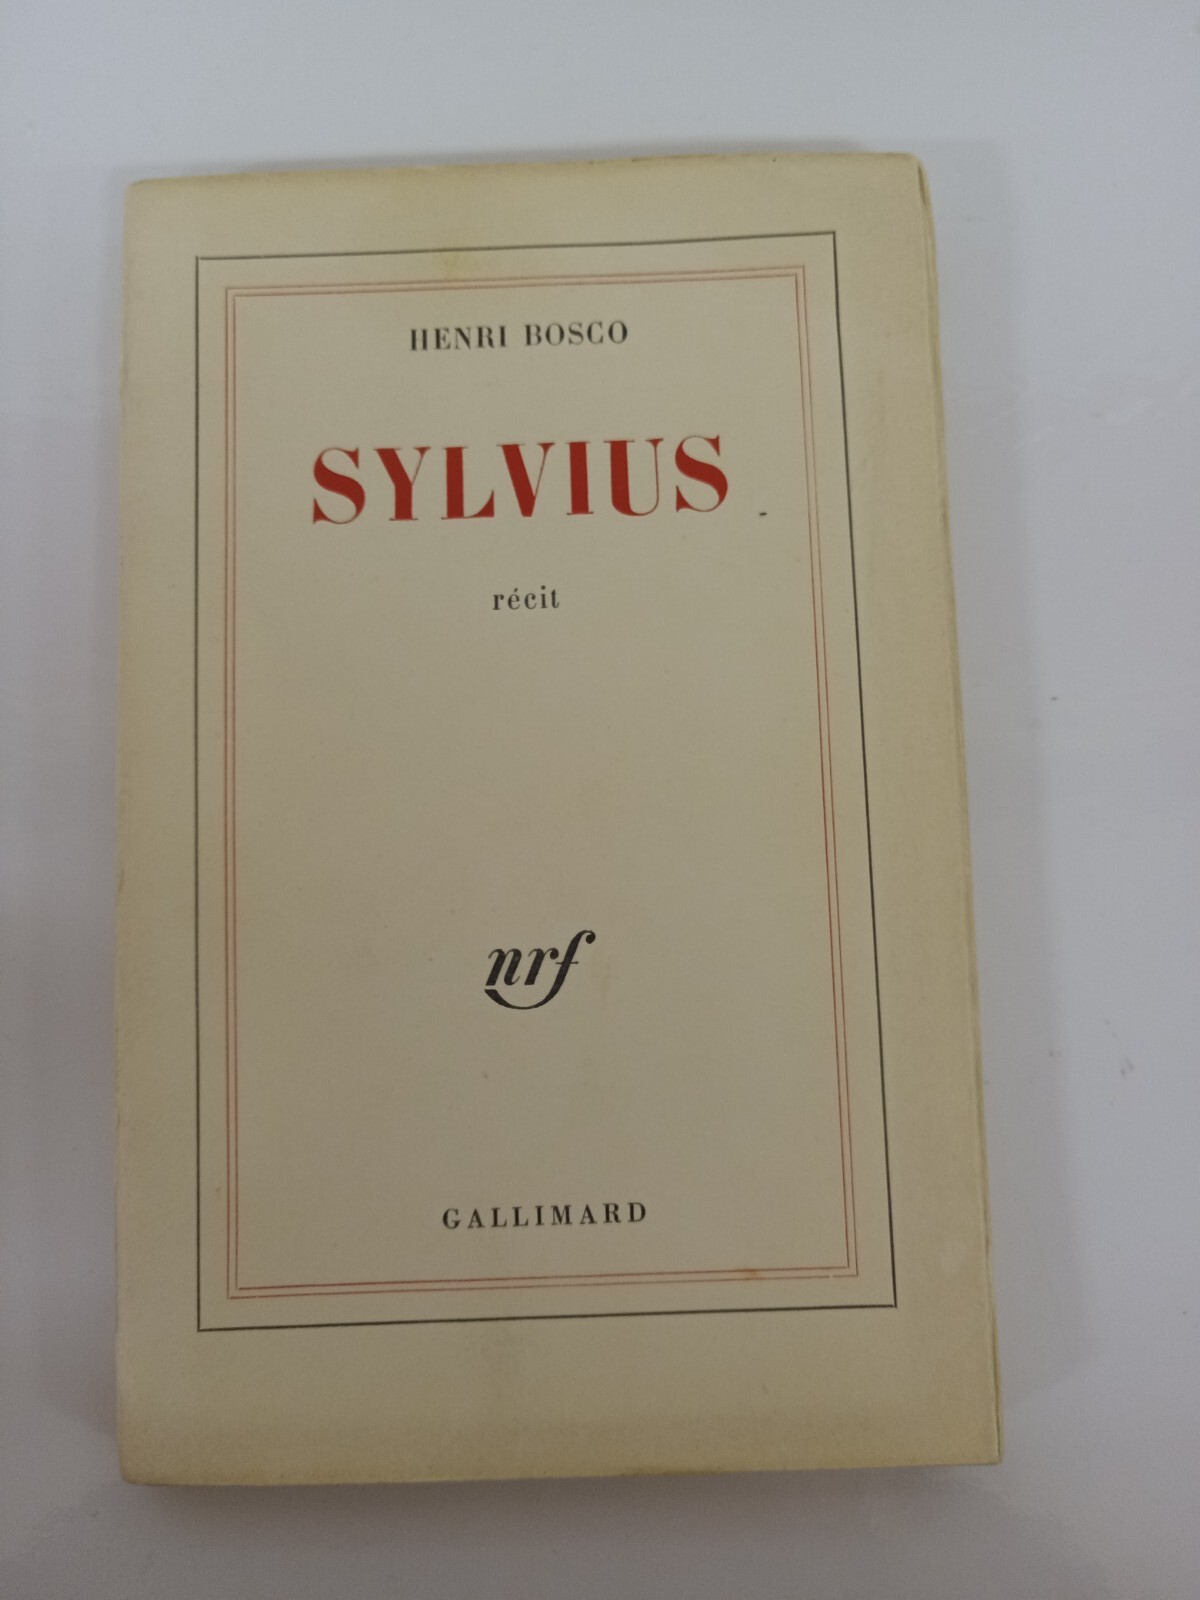 HENRI BOSCO
SYLVIUS
récit
nrf
GALLIMARD